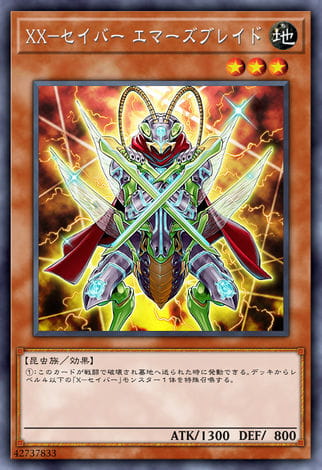 XX－セイバー エマーズブレイド
地
【昆虫族／効果】
①：このカードが戦闘で破壊され墓地へ送られた時に発動できる。デッキから
レベル４以下の「X－セイバー」モンスター１体を特殊召喚する。
ATK/1300 DEF/ 800
42737833